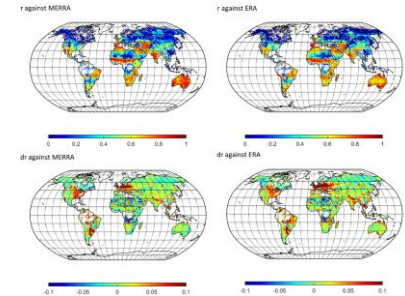 r against MERRA
r against ERA
0 0.2 0.4 0.6 0.8 1
0 0.2 0.4 0.6 0.8 1
dr against MERRA
dr against ERA
-0.1 -0.05 0 0.05 0.1
-0.1 -0.05 0 0.05 0.1